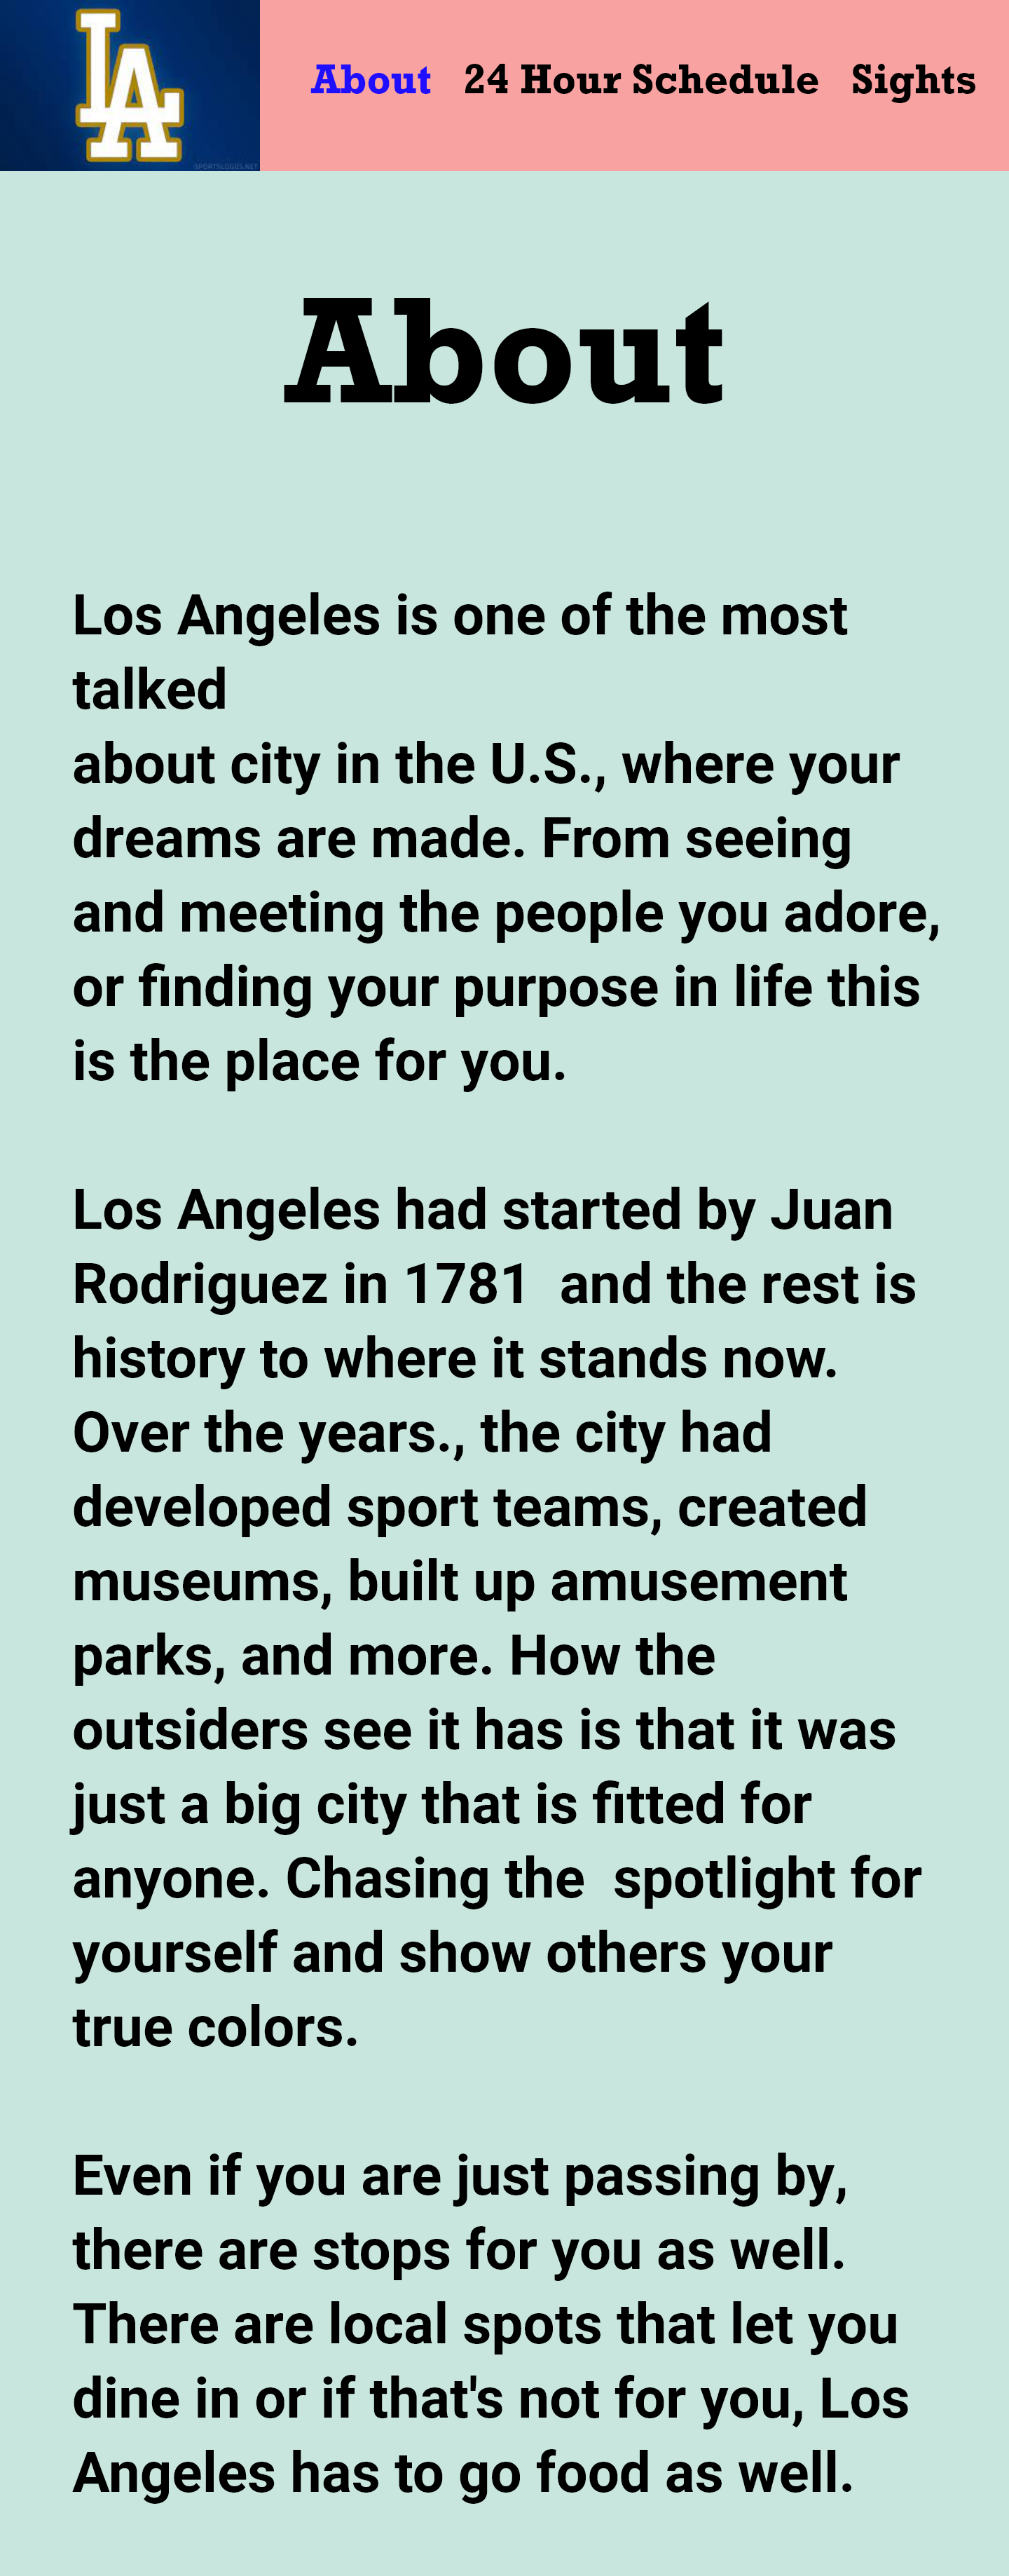 LA
SPORTSLOGOS.NET
About 24 Hour Schedule Sights
About
Los Angeles is one of the most
talked
about city in the U.S., where your
dreams are made. From seeing
and meeting the people you adore,
or finding your purpose in life this
is the place for you.
Los Angeles had started by Juan
Rodriguez in 1781  and the rest is
history to where it stands now.
Over the years., the city had
developed sport teams, created
museums, built up amusement
parks, and more. How the
outsiders see it has is that it was
just a big city that is fitted for
anyone. Chasing the  spotlight for
yourself and show others your
true colors.
Even if you are just passing by,
there are stops for you as well.
There are local spots that let you
dine in or if that's not for you, Los
Angeles has to go food as well.